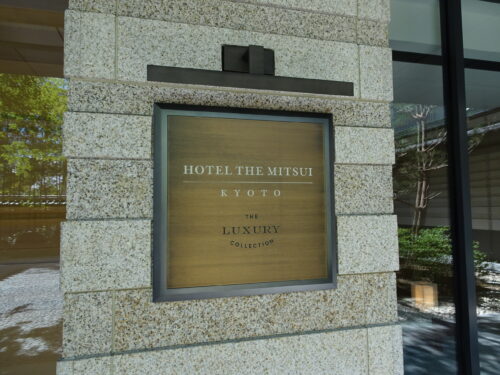 HOTEL THE MITSUI
KYOTO
THE
LUXURY
COLLECTION